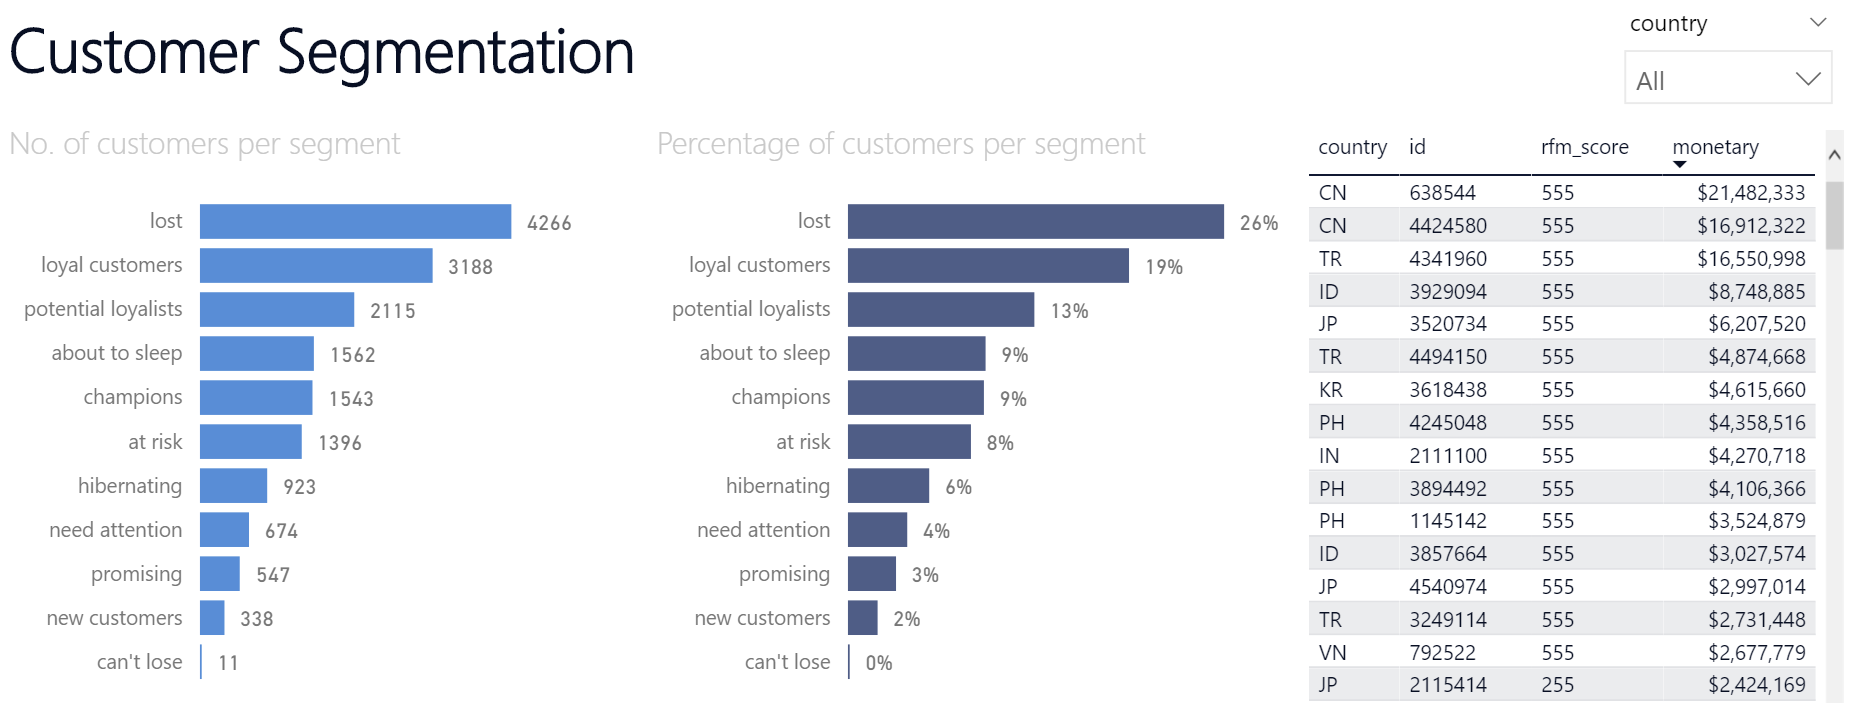 Customer Segmentation
country
All
No. of customers per segment
lost 4266
loyal customers 3188
potential loyalists 2115
about to sleep 1562
champions 1543
at risk 1396
hibernating 923
need attention 674
promising 547
new customers 338
can't lose 11
Percentage of customers per segment
lost 26%
loyal customers 19%
potential loyalists 13%
about to sleep 9%
champions 9%
at risk 8%
hibernating 6%
need attention 4%
promising 3%
new customers 2%
can't lose 0%
country id rfm_score monetary
CN 638544 555 $21,482,333
CN 4424580 555 $16,912,322
TR 4341960 555 $16,550,998
ID 3929094 555 $8,748,885
JP 3520734 555 $6,207,520
TR 4494150 555 $4,874,668
KR 3618438 555 $4,615,660
PH 4245048 555 $4,358,516
IN 2111100 555 $4,270,718
PH 3894492 555 $4,106,366
PH 1145142 555 $3,524,879
ID 3857664 555 $3,027,574
JP 4540974 555 $2,997,014
TR 3249114 555 $2,731,448
VN 792522 555 $2,677,779
JP 2115414 255 $2,424,169